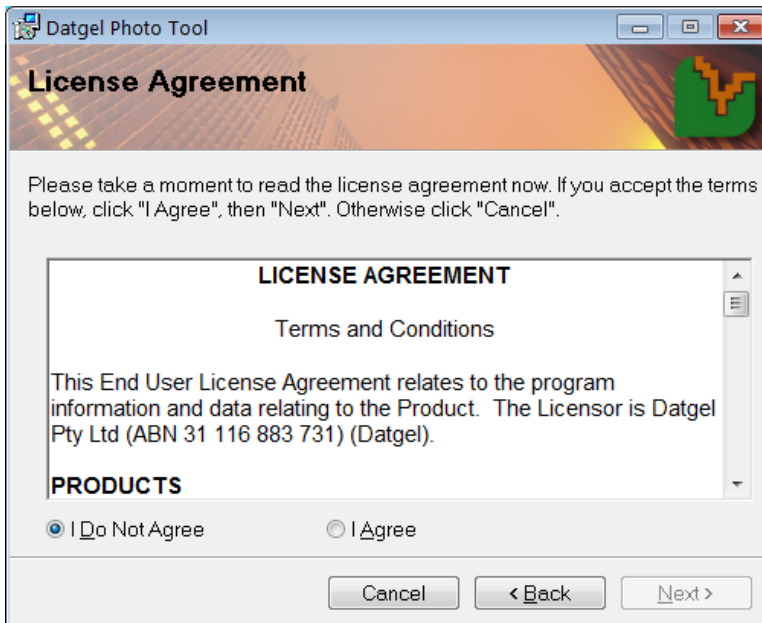 Datgel Photo Tool
License Agreement
Please take a moment to read the license agreement now. If you accept the terms
below, click "I Agree", then "Next". Otherwise click "Cancel".
LICENSE AGREEMENT
Terms and Conditions
This End User License Agreement relates to the program
information and data relating to the Product.  The Licensor is Datgel
Pty Ltd (ABN 31 116 883 731) (Datgel).
PRODUCTS
I Do Not Agree
I Agree
Cancel
< Back
Next >